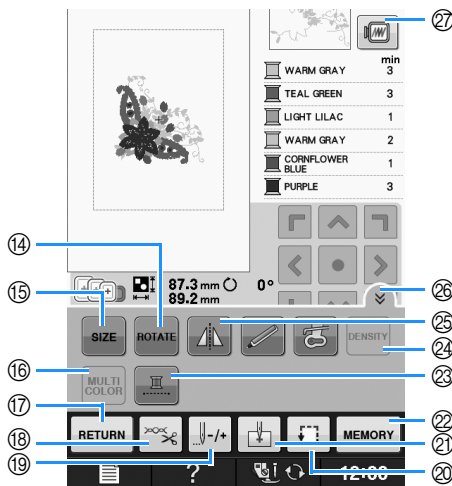 ㉗
min
WARM GRAY 3
TEAL GREEN 3
LIGHT LILAC 1
WARM GRAY 2
CORNFLOWER BLUE 1
PURPLE 3
⑭
87.3 mm 0°
89.2 mm
㉖
⑮
SIZE
ROTATE
DENSITY
㉕
㉔
⑯
MULTI COLOR
㉓
⑰
RETURN
-/+
MEMORY
㉒
⑱
⑲
㉑
⑳
?
12:00